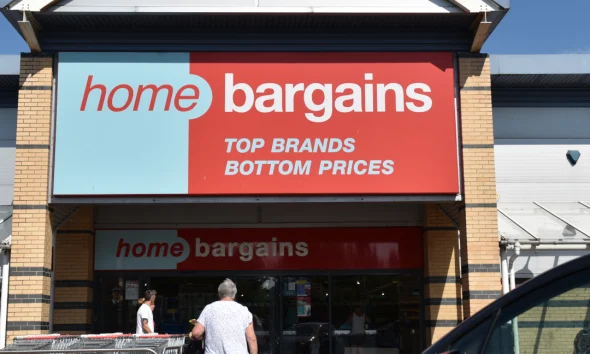 home bargains
TOP BRANDS
BOTTOM PRICES
home bargains